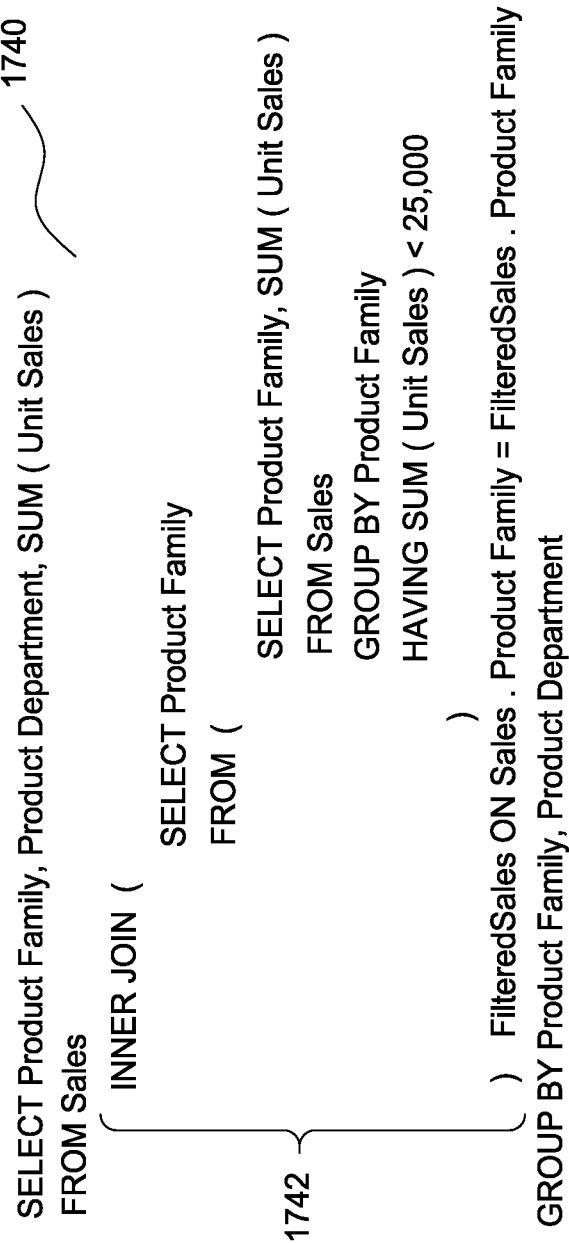 1740
SELECT Product Family, Product Department, SUM ( Unit Sales )
FROM Sales
1742
INNER JOIN (
SELECT Product Family
FROM (
SELECT Product Family, SUM ( Unit Sales )
FROM Sales
GROUP BY Product Family
HAVING SUM ( Unit Sales ) < 25,000
)
) FilteredSales ON Sales . Product Family = FilteredSales . Product Family
GROUP BY Product Family, Product Department